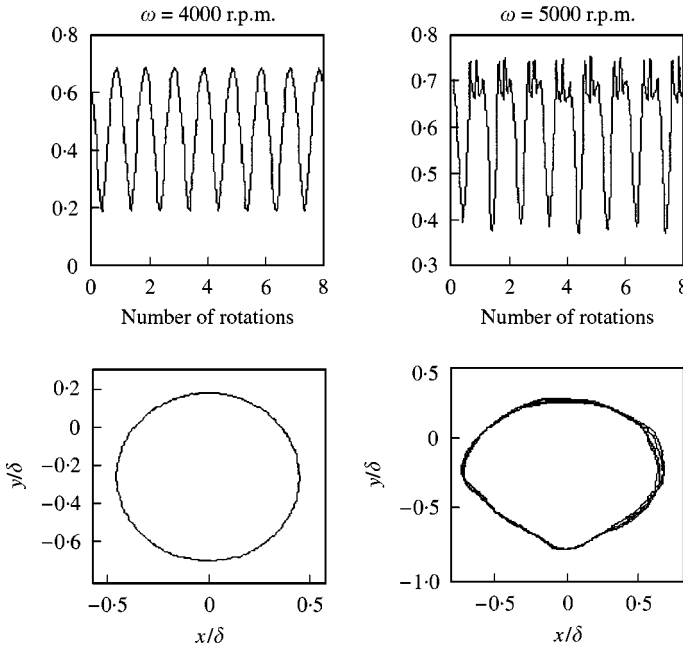 ω = 4000 r.p.m.
ω = 5000 r.p.m.
0·8
0·6
0·4
0·2
0
0 2 4 6 8
Number of rotations
0·8
0·7
0·6
0·5
0·4
0·3
0 2 4 6 8
Number of rotations
0·2
0
−0·2
−0·4
−0·6
y/δ
−0·5 0 0·5
x/δ
0·5
0
−0·5
−1·0
y/δ
−0·5 0 0·5
x/δ